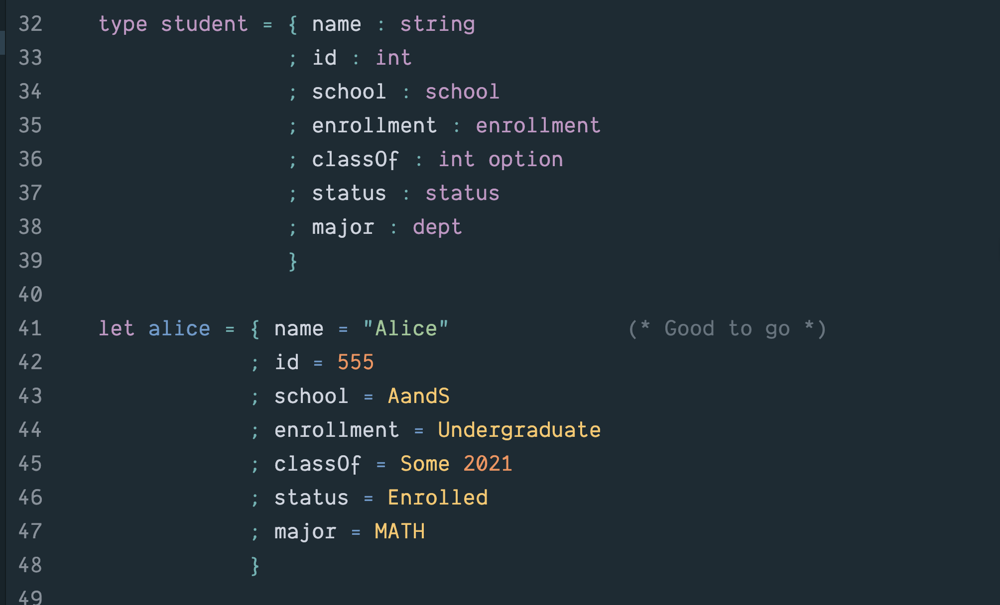 32 type student = { name : string
33 ; id : int
34 ; school : school
35 ; enrollment : enrollment
36 ; classOf : int option
37 ; status : status
38 ; major : dept
39 }
40
41 let alice = { name = "Alice" (* Good to go *)
42 ; id = 555
43 ; school = AandS
44 ; enrollment = Undergraduate
45 ; classOf = Some 2021
46 ; status = Enrolled
47 ; major = MATH
48 }
49